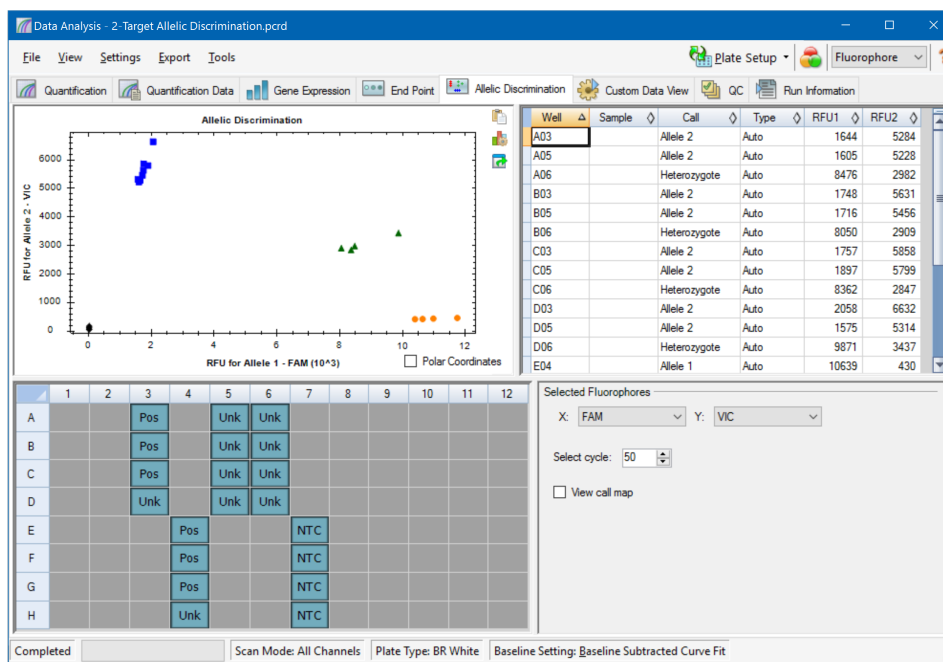 Data Analysis - 2-Target Allelic Discrimination.pcrd
File View Settings Export Tools Plate Setup Fluorophore
Quantification Quantification Data Gene Expression End Point Allelic Discrimination Custom Data View QC Run Information
Allelic Discrimination
RFU for Allele 2 - VIC
6000
5000
4000
3000
2000
1000
0
0 2 4 6 8 10 12
RFU for Allele 1 - FAM (10^3)
Polar Coordinates
Well Sample Call Type RFU1 RFU2
A03 Allele 2 Auto 1644 5284
A05 Allele 2 Auto 1605 5228
A06 Heterozygote Auto 8476 2982
B03 Allele 2 Auto 1748 5631
B05 Allele 2 Auto 1716 5456
B06 Heterozygote Auto 8050 2909
C03 Allele 2 Auto 1757 5858
C05 Allele 2 Auto 1897 5799
C06 Heterozygote Auto 8362 2847
D03 Allele 2 Auto 2058 6632
D05 Allele 2 Auto 1575 5314
D06 Heterozygote Auto 9871 3437
E04 Allele 1 Auto 10639 430
1 2 3 4 5 6 7 8 9 10 11 12
A Pos Unk Unk
B Pos Unk Unk
C Pos Unk Unk
D Unk Unk Unk
E Pos NTC
F Pos NTC
G Pos NTC
H Unk NTC
Selected Fluorophores
X: FAM Y: VIC
Select cycle: 50
View call map
Completed Scan Mode: All Channels Plate Type: BR White Baseline Setting: Baseline Subtracted Curve Fit